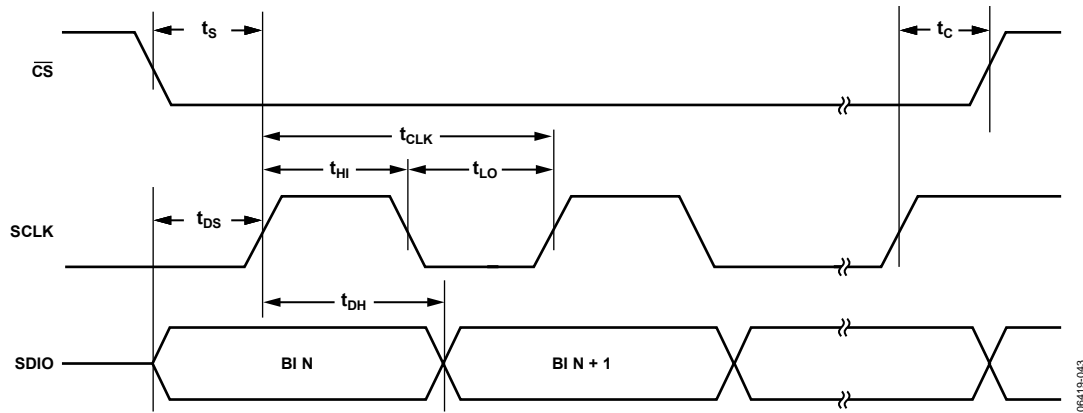 tS
tC
CS
tCLK
tHI
tLO
tDS
SCLK
tDH
SDIO
BI N
BI N + 1
06419-043